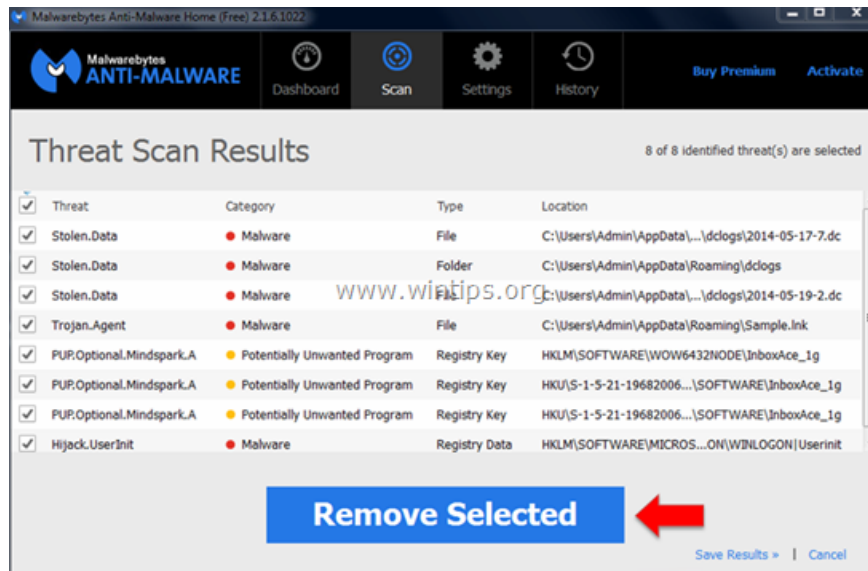 Malwarebytes Anti-Malware Home (Free) 2.1.6.1022
Malwarebytes
ANTI-MALWARE
Dashboard
Scan
Settings
History
Buy Premium
Activate
Threat Scan Results
8 of 8 identified threat(s) are selected
Threat Category Type Location
Stolen.Data Malware File C:\Users\Admin\AppData\...\dclogs\2014-05-17-7.dc
Stolen.Data Malware Folder C:\Users\Admin\AppData\Roaming\dclogs
Stolen.Data Malware File C:\Users\Admin\AppData\...\dclogs\2014-05-19-2.dc
www.wintips.org
Trojan.Agent Malware File C:\Users\Admin\AppData\Roaming\Sample.lnk
PUP.Optional.Mindspark.A Potentially Unwanted Program Registry Key HKLM\SOFTWARE\WOW6432NODE\InboxAce_1g
PUP.Optional.Mindspark.A Potentially Unwanted Program Registry Key HKU\S-1-5-21-19682006...\SOFTWARE\InboxAce_1g
PUP.Optional.Mindspark.A Potentially Unwanted Program Registry Key HKU\S-1-5-21-19682006...\SOFTWARE\InboxAce_1g
Hijack.UserInit Malware Registry Data HKLM\SOFTWARE\MICROS...ON\WINLOGON|Userinit
Remove Selected
Save Results » | Cancel